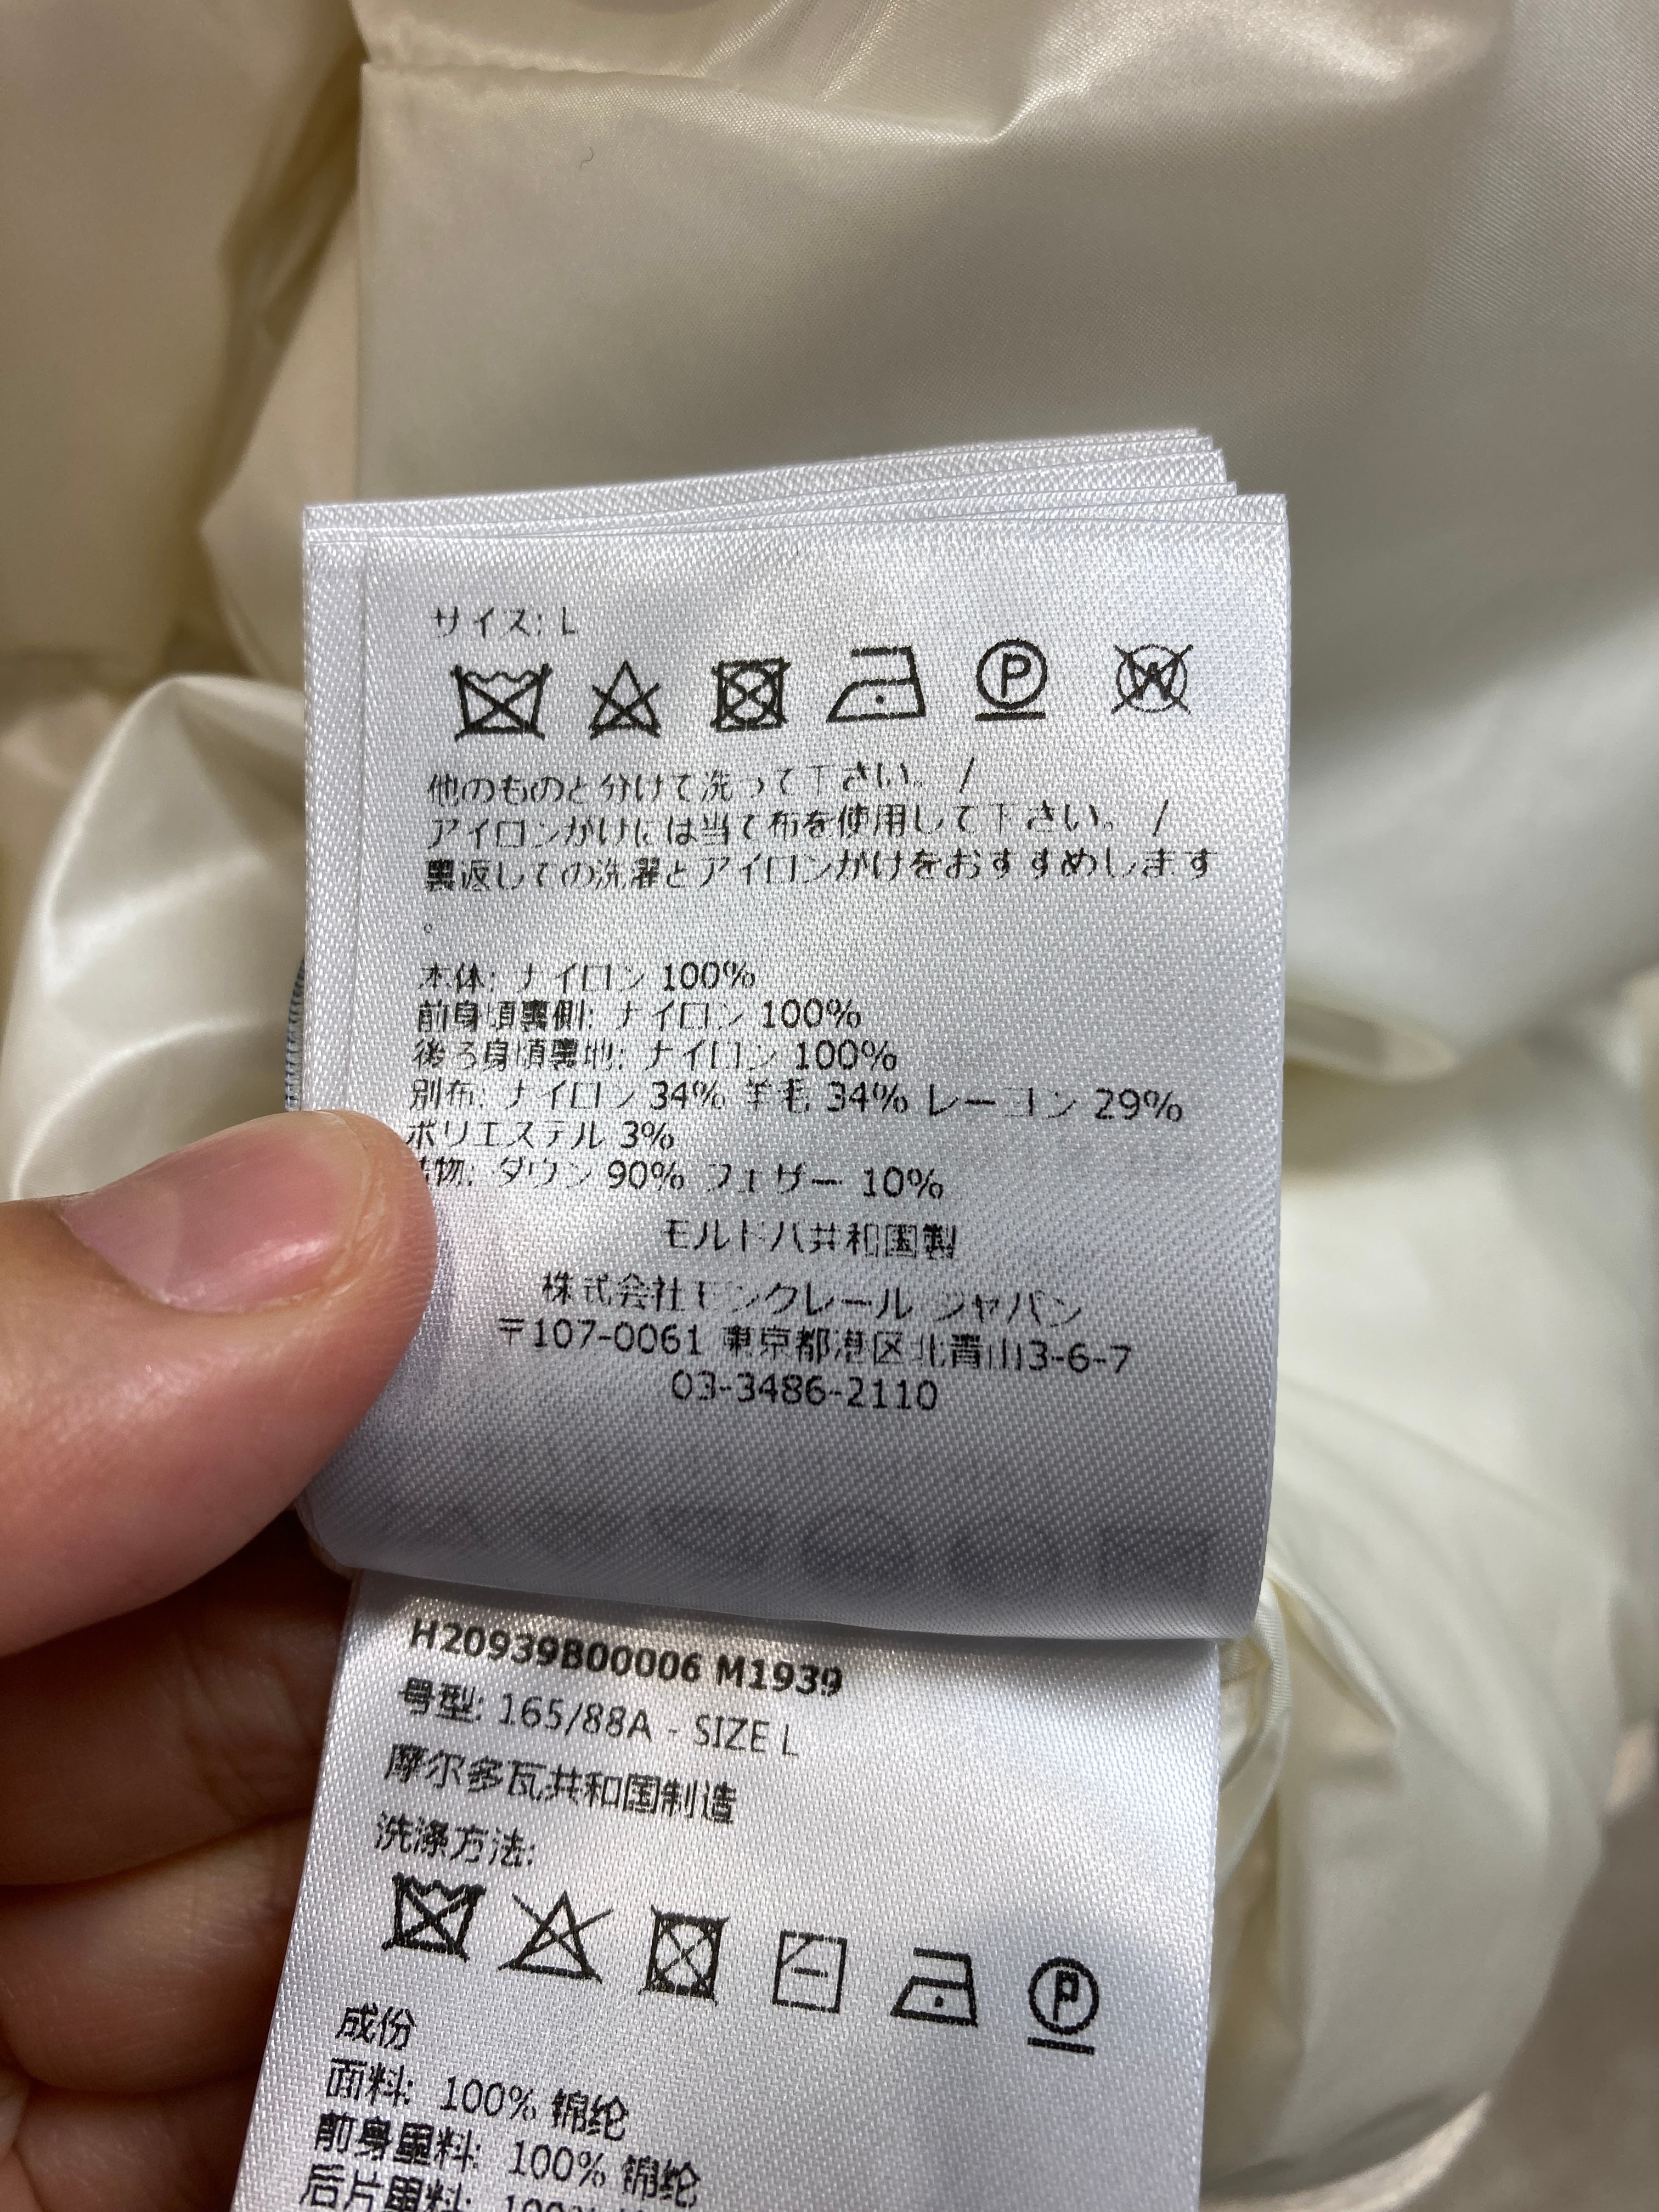 サイズ: L
P
W
他のものと分けて洗って下さい。 /
アイロンがけには当て布を使用して下さい。 /
裏返しての洗濯とアイロンがけをおすすめします
。
本体: ナイロン 100%
前身頃裏側: ナイロン 100%
後ろ身頃裏地: ナイロン 100%
別布: ナイロン 34% 羊毛 34% レーヨン 29%
ポリエステル 3%
物: ダウン 90% フェザー 10%
モルドバ共和国製
株式会社モンクレール ジャパン
〒107-0061 東京都港区北青山3-6-7
03-3486-2110
H20939B00006 M1939
号型: 165/88A - SIZE L
摩尔多瓦共和国制造
洗涤方法:
P
成份
面料: 100% 锦纶
前身里料: 100% 锦纶
后片里料: 100%